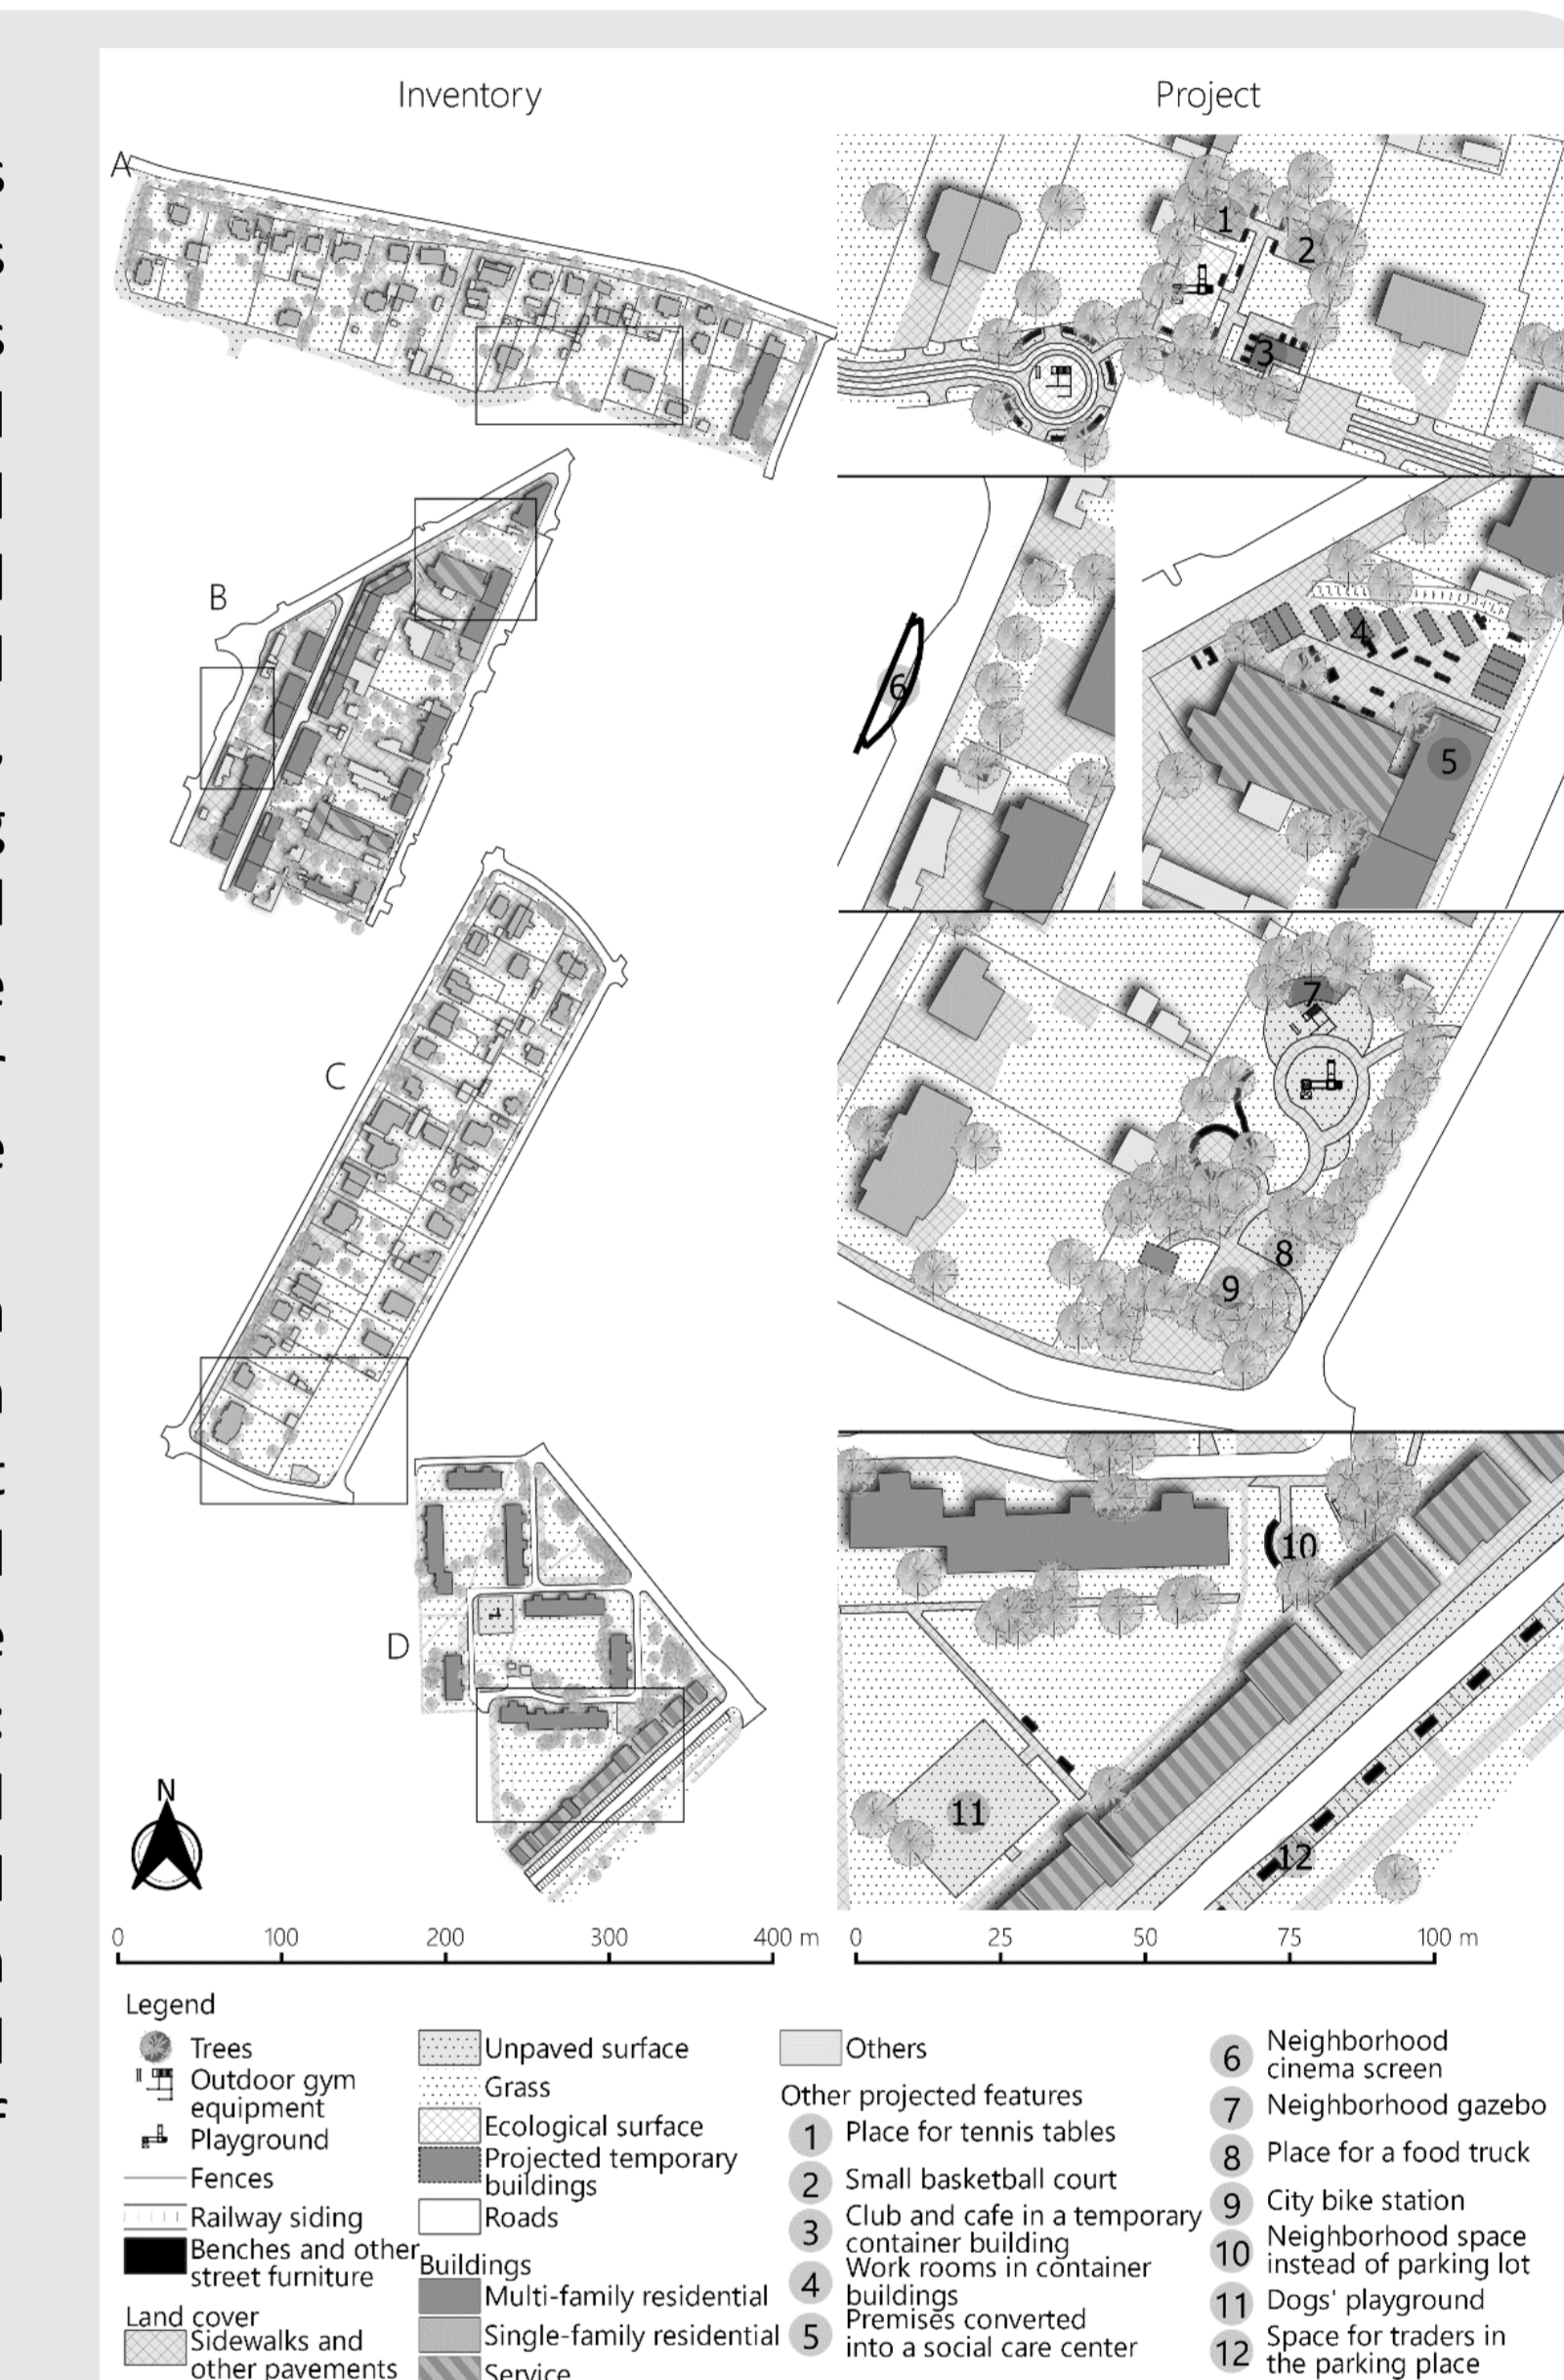 Inventory
Project
A
1
2
3
B
6
4
5
C
7
8
9
D
10
11
12
N
0 100 200 300 400 m
0 25 50 75 100 m
Legend
Trees
Outdoor gym
equipment
Playground
Fences
Railway siding
Benches and other
street furniture
Land cover
Sidewalks and
other pavements
Unpaved surface
Grass
Ecological surface
Projected temporary
buildings
Roads
Buildings
Multi-family residential
Single-family residential
Service
Others
Other projected features
1 Place for tennis tables
2 Small basketball court
3 Club and cafe in a temporary
container building
4 Work rooms in container
buildings
5 Premises converted
into a social care center
6 Neighborhood
cinema screen
7 Neighborhood gazebo
8 Place for a food truck
9 City bike station
10 Neighborhood space
instead of parking lot
11 Dogs' playground
12 Space for traders in
the parking place